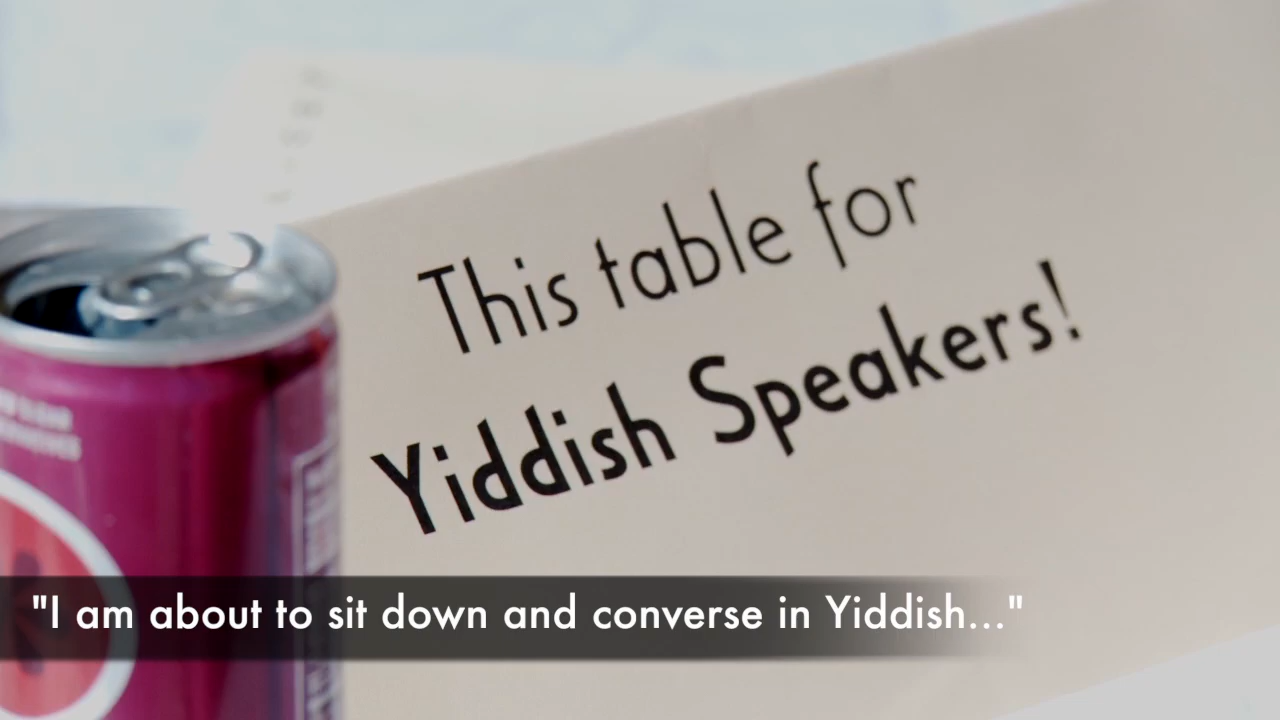 This table for
Yiddish Speakers!
"I am about to sit down and converse in Yiddish..."